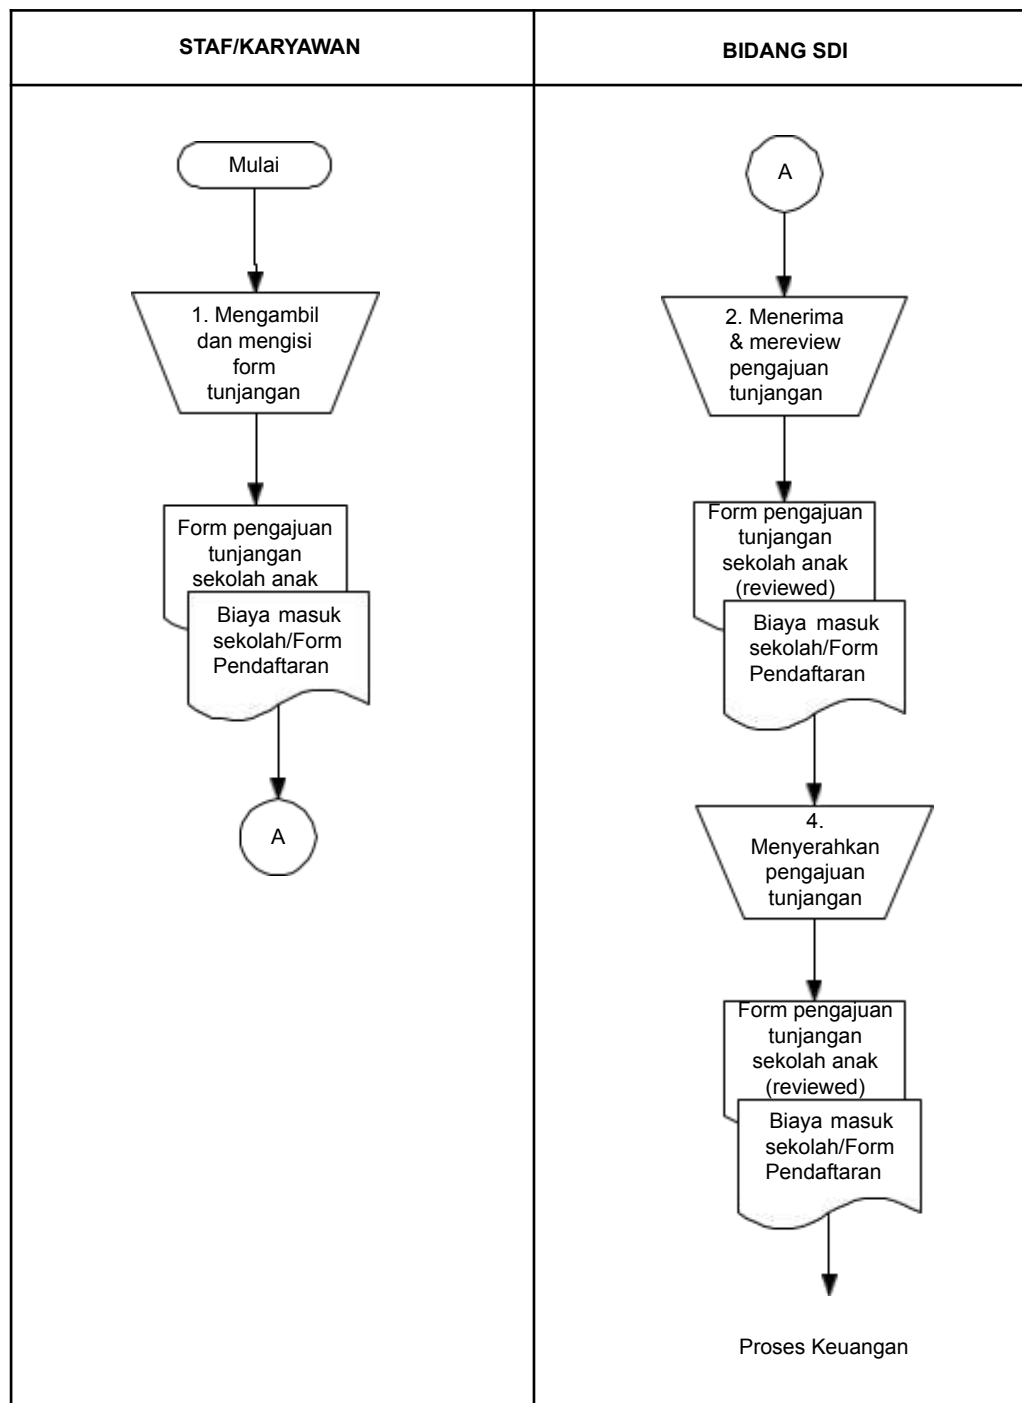 STAF/KARYAWAN
BIDANG SDI
Mulai
1. Mengambil
dan mengisi
form
tunjangan
Form pengajuan
tunjangan
sekolah anak
Biaya masuk
sekolah/Form
Pendaftaran
A
A
2. Menerima
& mereview
pengajuan
tunjangan
Form pengajuan
tunjangan
sekolah anak
(reviewed)
Biaya masuk
sekolah/Form
Pendaftaran
4.
Menyerahkan
pengajuan
tunjangan
Form pengajuan
tunjangan
sekolah anak
(reviewed)
Biaya masuk
sekolah/Form
Pendaftaran
Proses Keuangan